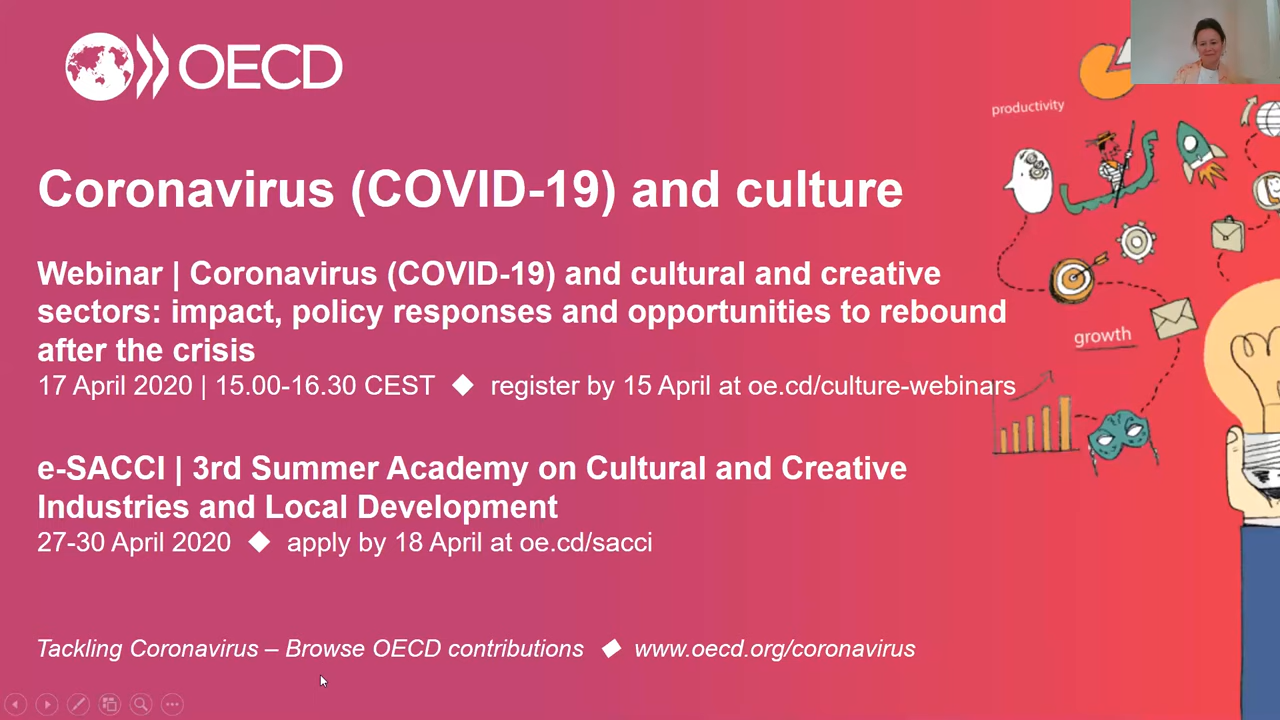 OECD
productivity
Coronavirus (COVID-19) and culture
Webinar | Coronavirus (COVID-19) and cultural and creative
sectors: impact, policy responses and opportunities to rebound
after the crisis
growth
17 April 2020 | 15.00-16.30 CEST ◆ register by 15 April at oe.cd/culture-webinars
e-SACCI | 3rd Summer Academy on Cultural and Creative
Industries and Local Development
27-30 April 2020 ◆ apply by 18 April at oe.cd/sacci
Tackling Coronavirus – Browse OECD contributions ◆ www.oecd.org/coronavirus